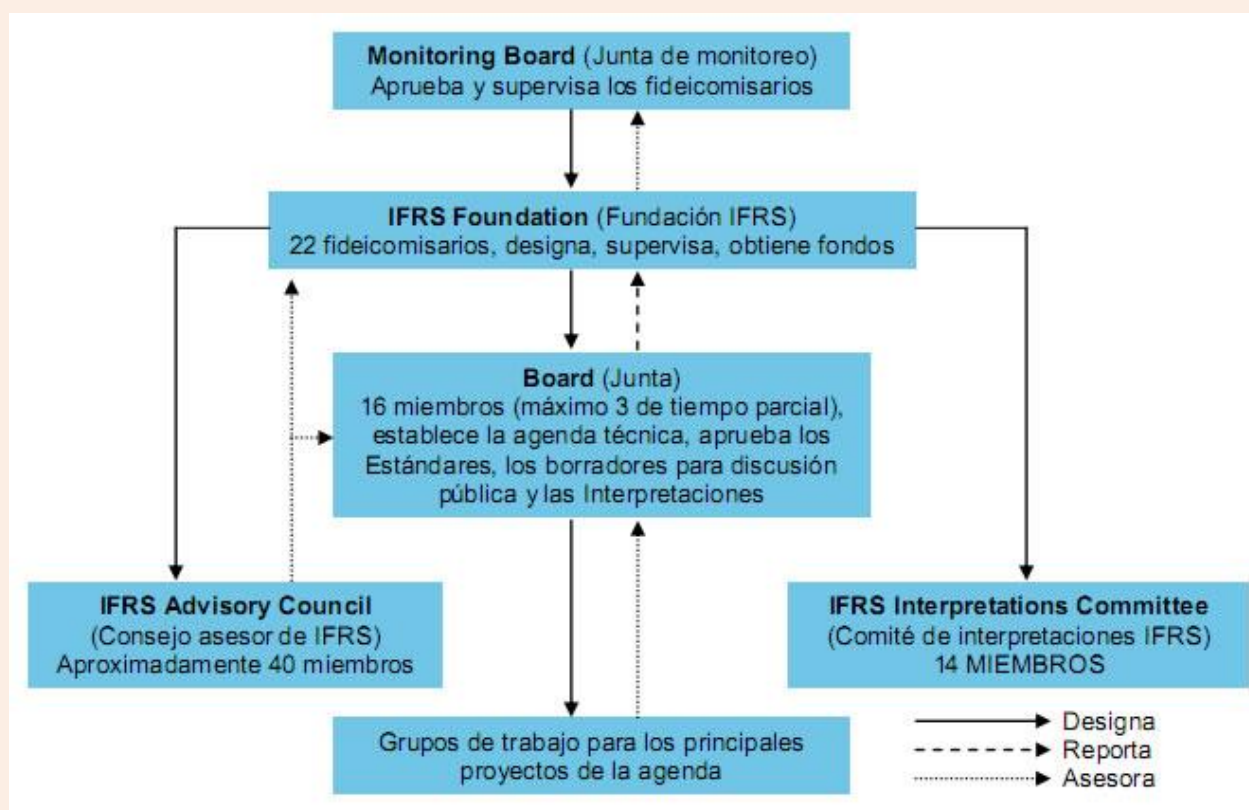 Monitoring Board (Junta de monitoreo)
Aprueba y supervisa los fideicomisarios
IFRS Foundation (Fundación IFRS)
22 fideicomisarios, designa, supervisa, obtiene fondos
Board (Junta)
16 miembros (máximo 3 de tiempo parcial),
establece la agenda técnica, aprueba los
Estándares, los borradores para discusión
pública y las Interpretaciones
IFRS Advisory Council
(Consejo asesor de IFRS)
Aproximadamente 40 miembros
IFRS Interpretations Committee
(Comité de interpretaciones IFRS)
14 MIEMBROS
Grupos de trabajo para los principales
proyectos de la agenda
Designa
Reporta
Asesora